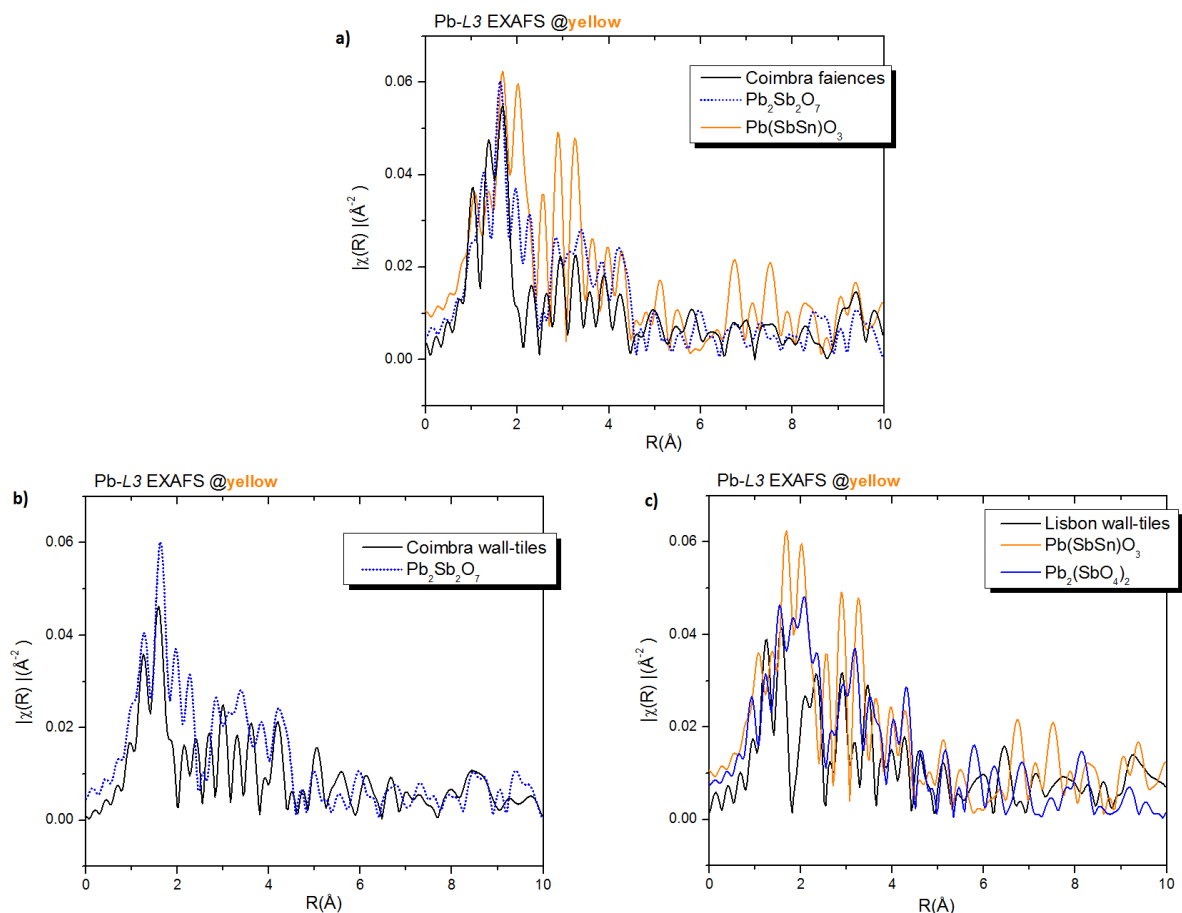 Pb-L3 EXAFS @yellow
a)
Coimbra faiences
Pb₂Sb₂O₇
Pb(SbSn)O₃
0.06
0.04
0.02
0.00
|χ(R) |(Å⁻²)
0 2 4 6 8 10
R(Å)
Pb-L3 EXAFS @yellow
b)
Coimbra wall-tiles
Pb₂Sb₂O₇
0.06
0.04
0.02
0.00
|χ(R) |(Å⁻²)
0 2 4 6 8 10
R(Å)
Pb-L3 EXAFS @yellow
c)
Lisbon wall-tiles
Pb(SbSn)O₃
Pb₂(SbO₄)₂
0.06
0.04
0.02
0.00
|χ(R) |(Å⁻²)
0 2 4 6 8 10
R(Å)